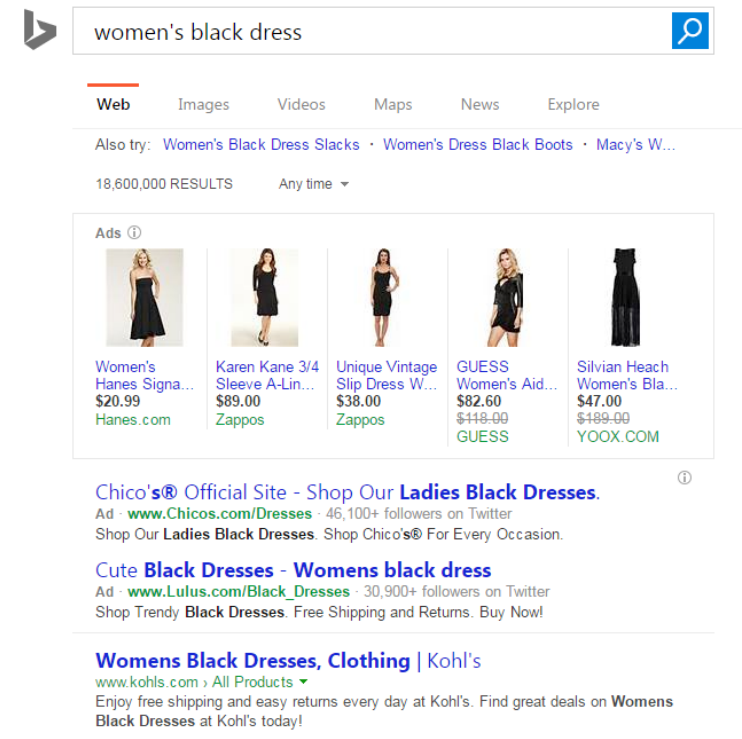 women's black dress
Web Images Videos Maps News Explore
Also try: Women's Black Dress Slacks · Women's Dress Black Boots · Macy's W...
18,600,000 RESULTS Any time
Ads
Women's
Hanes Signa...
$20.99
Hanes.com
Karen Kane 3/4
Sleeve A-Lin...
$89.00
Zappos
Unique Vintage
Slip Dress W...
$38.00
Zappos
GUESS
Women's Aid...
$82.60
$118.00
GUESS
Silvian Heach
Women's Bla...
$47.00
$189.00
YOOX.COM
Chico's® Official Site - Shop Our Ladies Black Dresses.
Ad · www.Chicos.com/Dresses · 46,100+ followers on Twitter
Shop Our Ladies Black Dresses. Shop Chico's® For Every Occasion.
Cute Black Dresses - Womens black dress
Ad · www.Lulus.com/Black_Dresses · 30,900+ followers on Twitter
Shop Trendy Black Dresses. Free Shipping and Returns. Buy Now!
Womens Black Dresses, Clothing | Kohl's
www.kohls.com › All Products
Enjoy free shipping and easy returns every day at Kohl's. Find great deals on Womens
Black Dresses at Kohl's today!